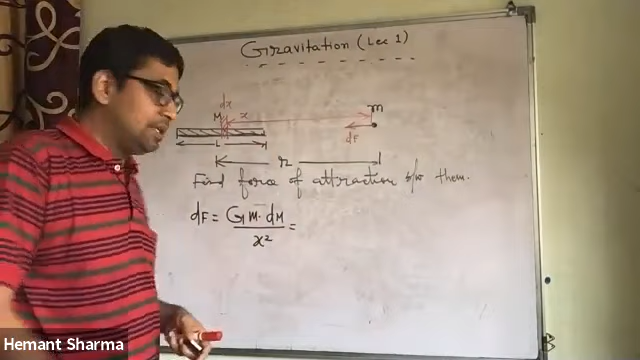 Gravitation (Lec 1)
dx
M x m
dF
L
r
Find force of attraction b/w them.
dF = Gm·dM =
x²
Hemant Sharma